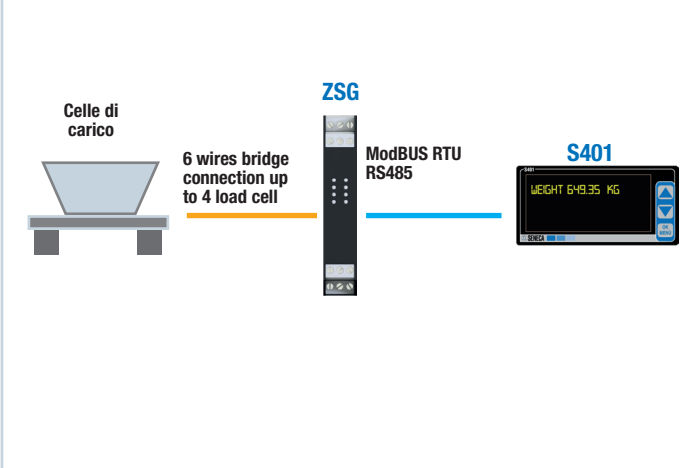 ZSG
Celle di
carico
6 wires bridge
connection up
to 4 load cell
ModBUS RTU
RS485
S401
S401
WEIGHT 649.35 KG
OK
MENU
SENECA